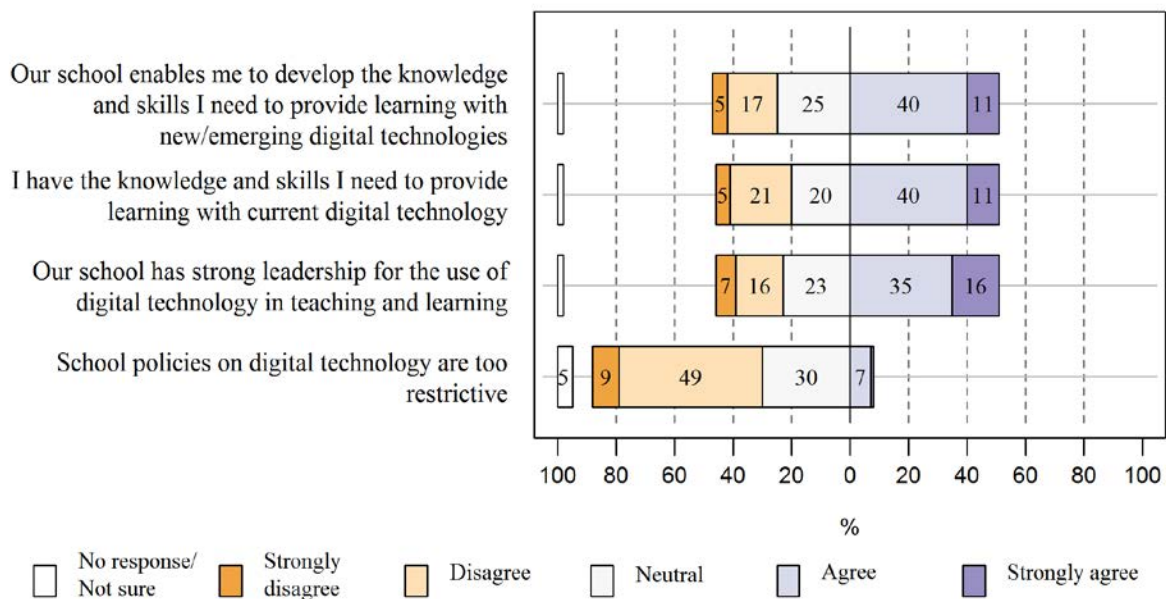 Our school enables me to develop the knowledge
and skills I need to provide learning with
new/emerging digital technologies
5 17 25 40 11
I have the knowledge and skills I need to provide
learning with current digital technology
5 21 20 40 11
Our school has strong leadership for the use of
digital technology in teaching and learning
7 16 23 35 16
School policies on digital technology are too
restrictive
5 9 49 30 7
100 80 60 40 20 0 20 40 60 80 100
%
No response/
Not sure
Strongly
disagree
Disagree
Neutral
Agree
Strongly agree